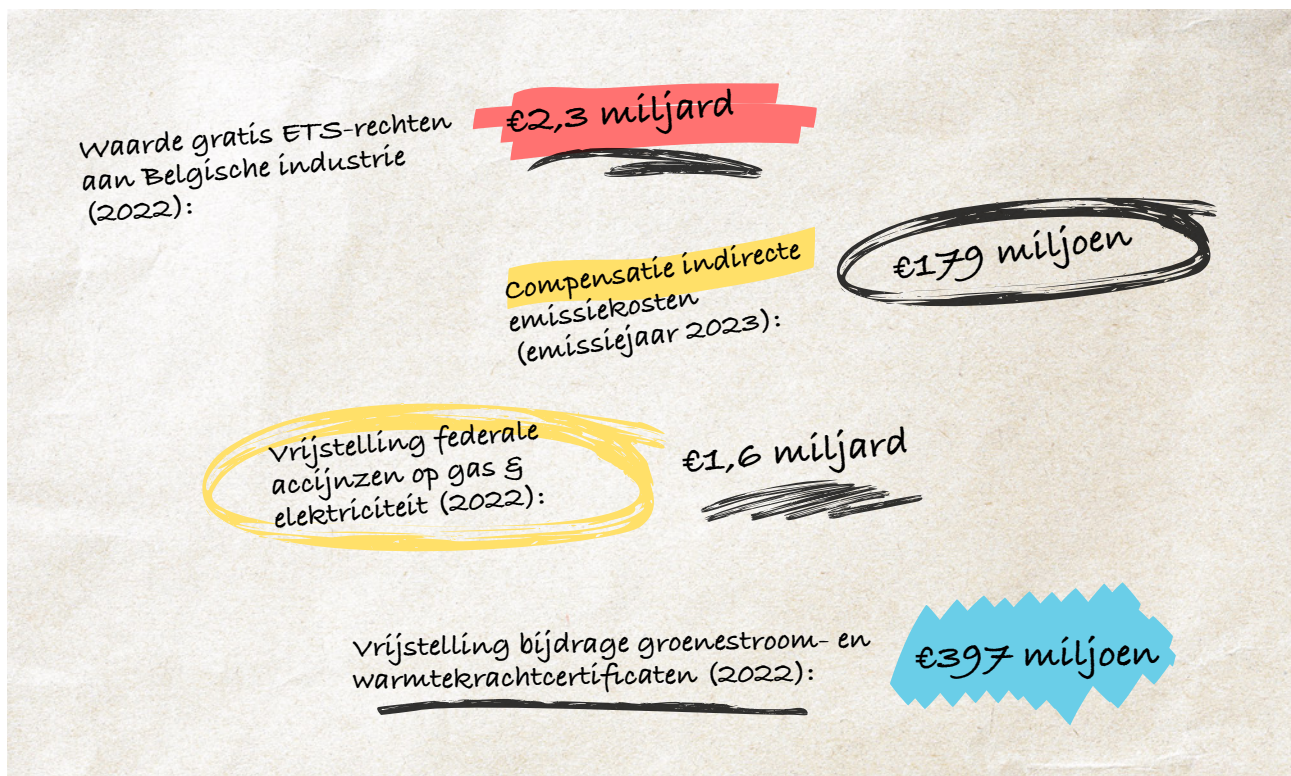 Waarde gratis ETS-rechten
aan Belgische industrie
(2022):
€2,3 miljard
Compensatie indirecte
emissiekosten
(emissiejaar 2023):
€179 miljoen
Vrijstelling federale
accijnzen op gas &
elektriciteit (2022):
€1,6 miljard
Vrijstelling bijdrage groenestroom- en
warmtekrachtcertificaten (2022):
€397 miljoen